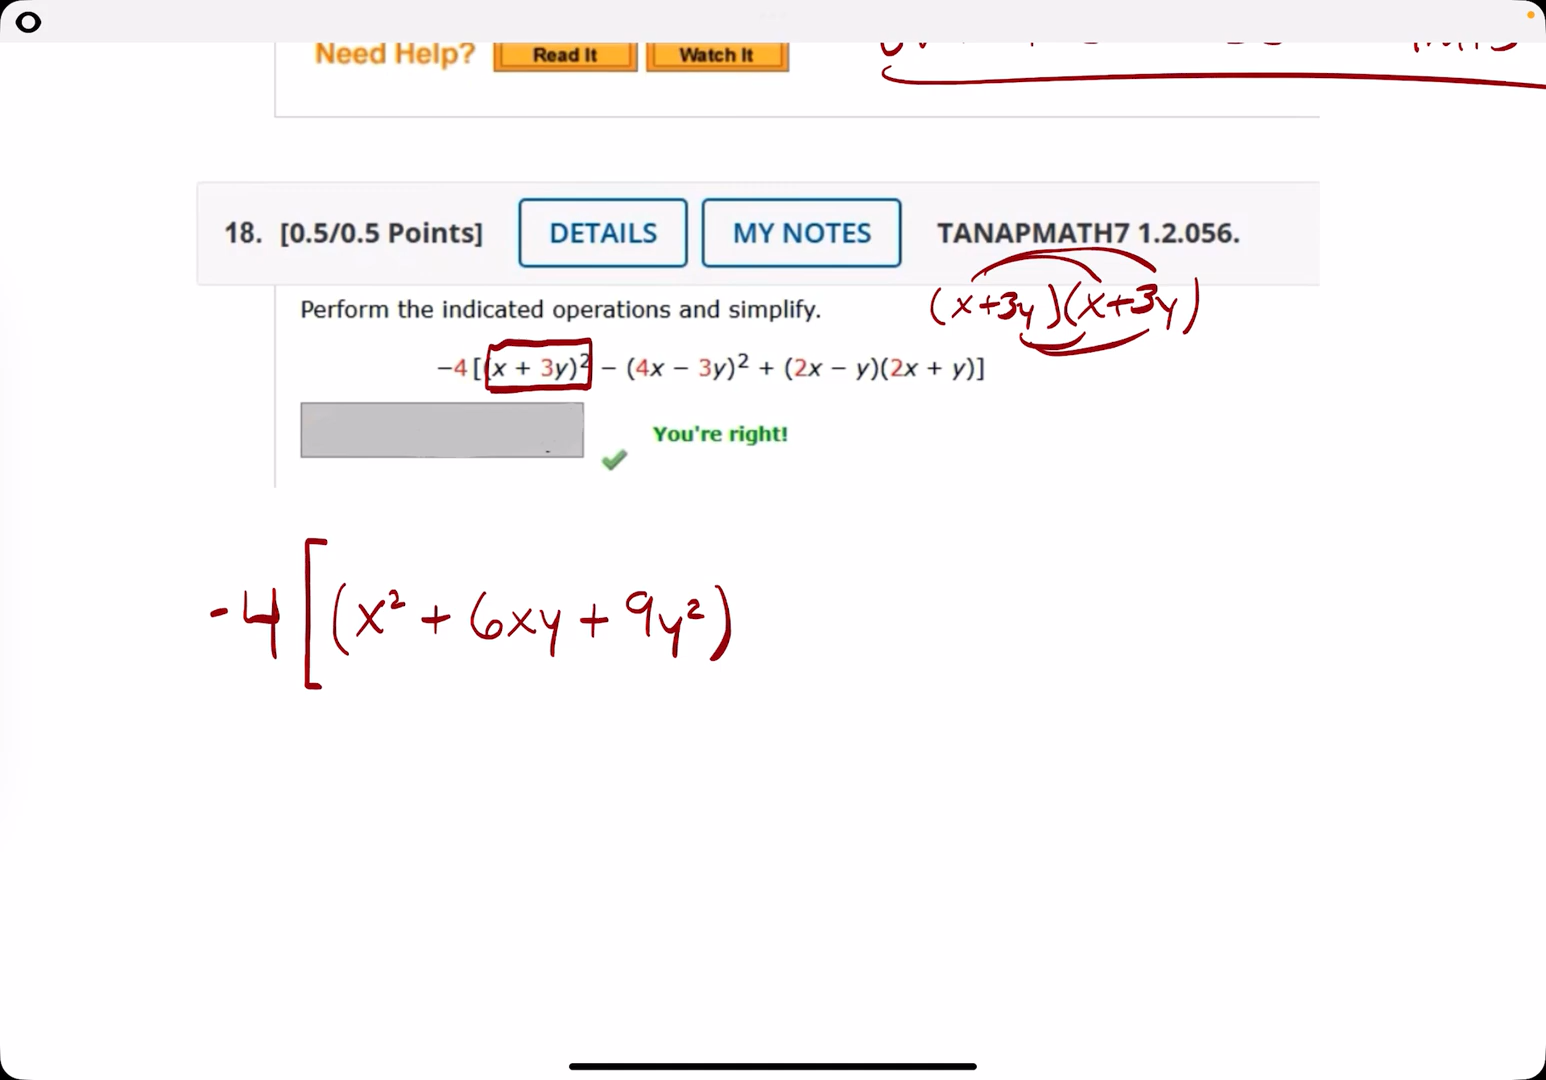 Need Help? Read It Watch It
18. [0.5/0.5 Points] DETAILS MY NOTES TANAPMATH7 1.2.056.
Perform the indicated operations and simplify.
(x+3y)(x+3y)
−4[(x + 3y)² − (4x − 3y)² + (2x − y)(2x + y)]
You're right!
-4[(x² + 6xy + 9y²)